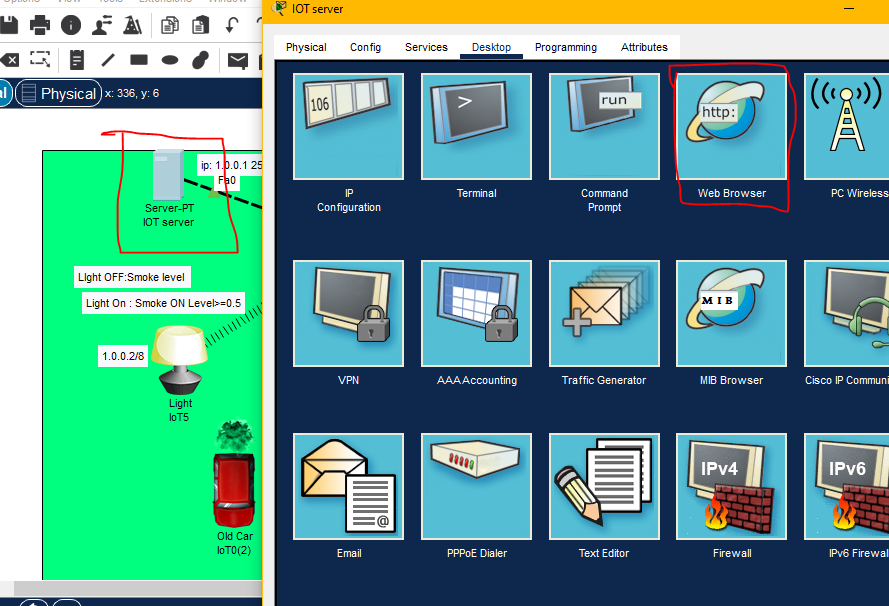 Options View Tools Extensions Window
IOT server
Physical Config Services Desktop Programming Attributes
Physical x: 336, y: 6
106
>
run
http:
IP
Configuration
Terminal
Command
Prompt
Web Browser
PC Wireless
ip: 1.0.0.1 25
Fa0
Server-PT
IOT server
LIght OFF:Smoke level
Light On : Smoke ON Level>=0.5
1.0.0.2/8
Light
IoT5
Old Car
IoT0(2)
MIB
VPN
AAA Accounting
Traffic Generator
MIB Browser
Cisco IP Communi
@
IPv4
IPv6
Email
PPPoE Dialer
Text Editor
Firewall
IPv6 Firewal